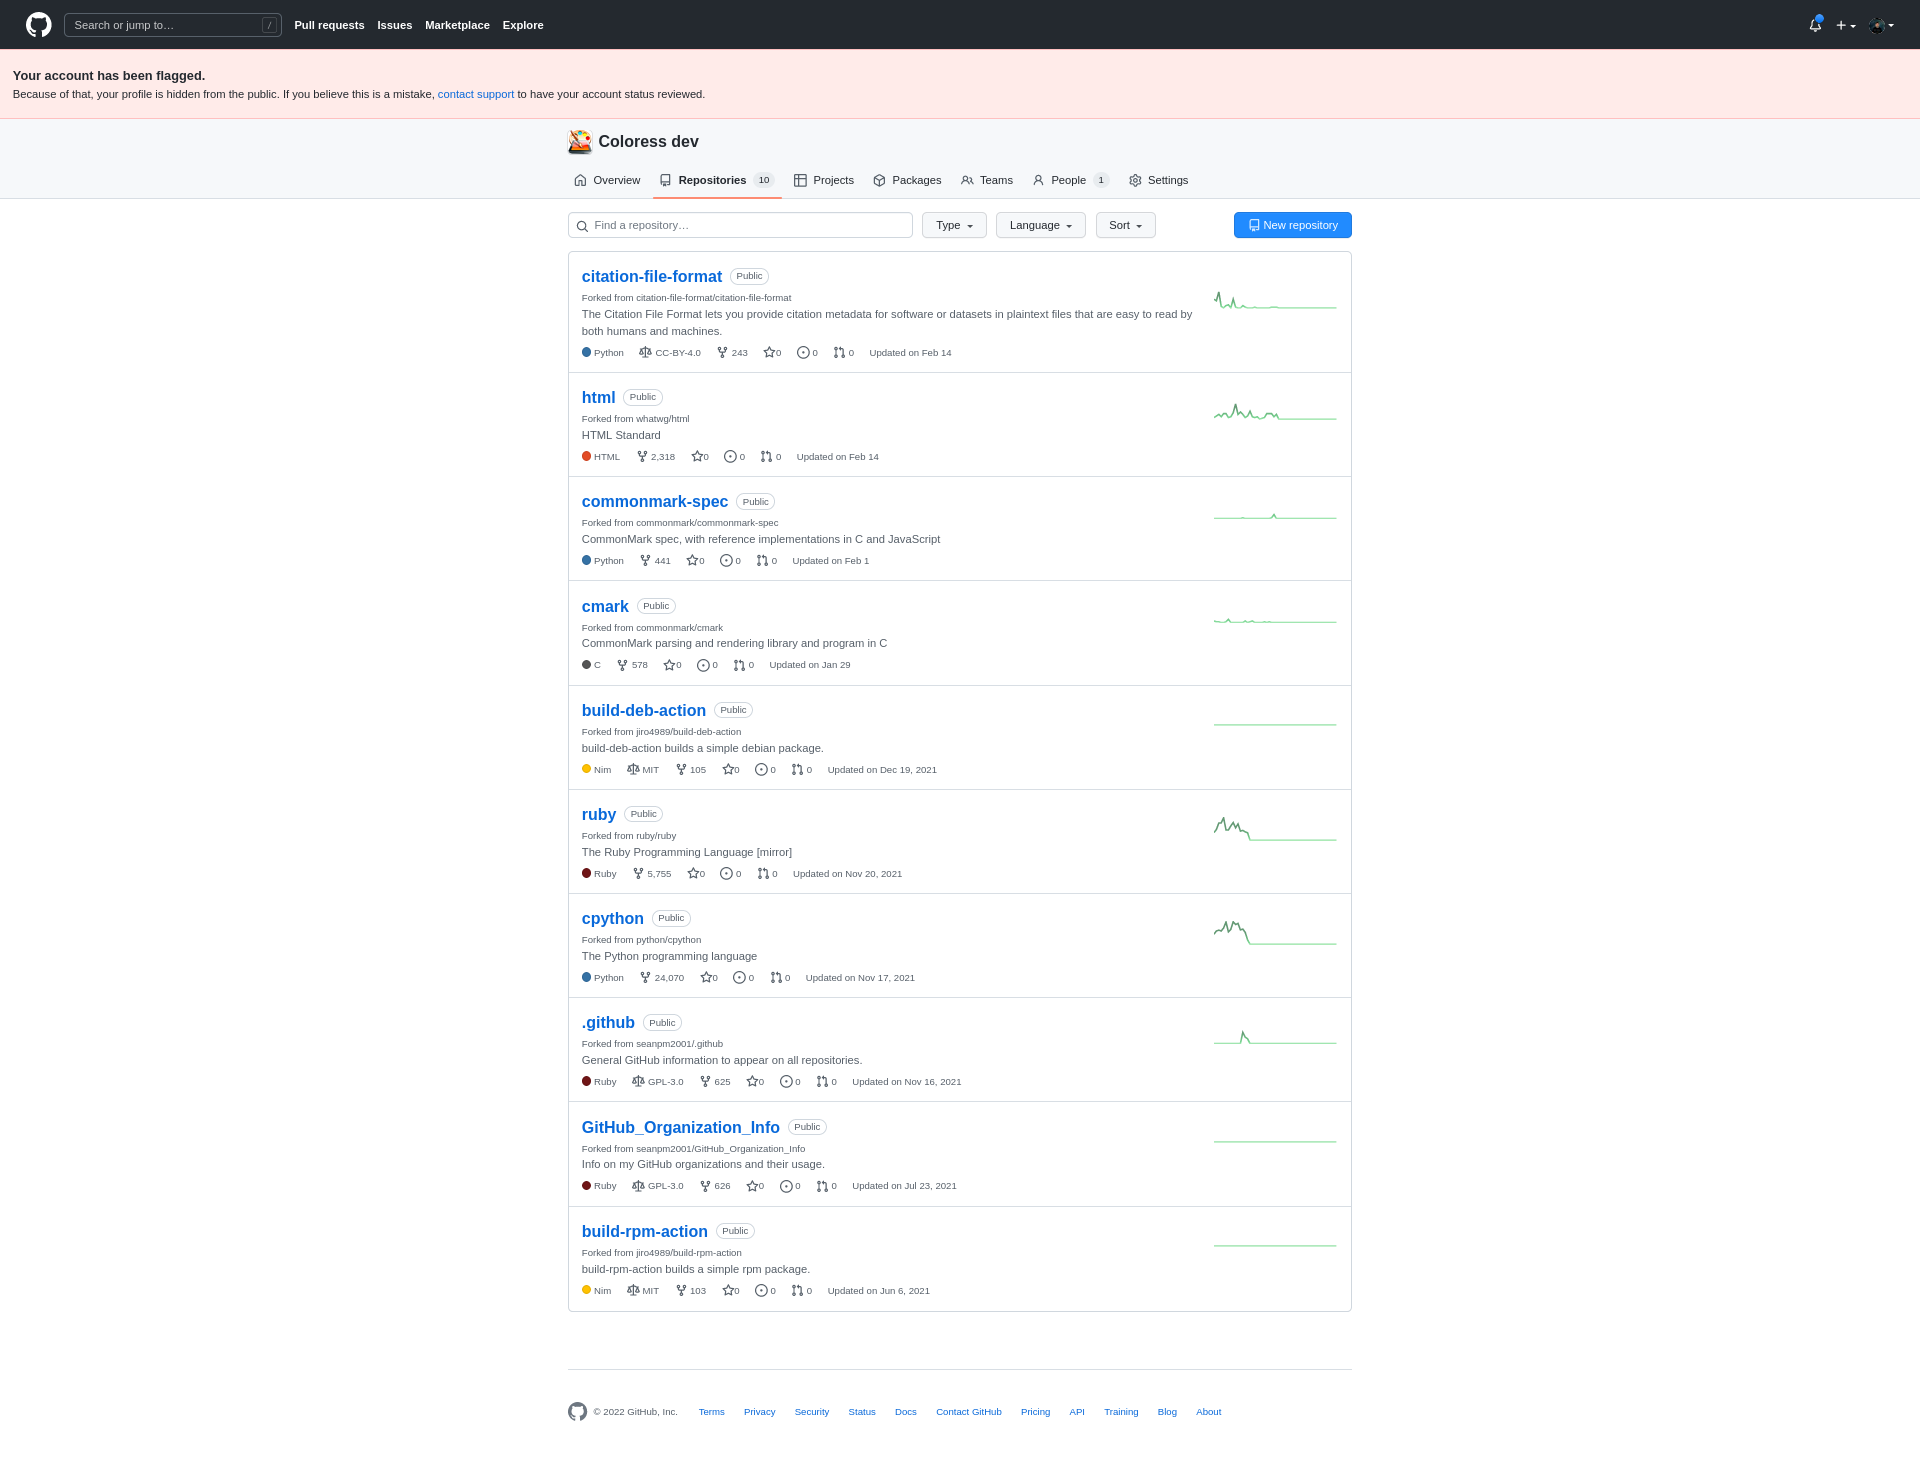 Search or jump to… /
Pull requests Issues Marketplace Explore
Your account has been flagged.
Because of that, your profile is hidden from the public. If you believe this is a mistake, contact support to have your account status reviewed.
Coloress dev
Overview Repositories 10 Projects Packages Teams People 1 Settings
Find a repository… Type Language Sort New repository
citation-file-format Public
Forked from citation-file-format/citation-file-format
The Citation File Format lets you provide citation metadata for software or datasets in plaintext files that are easy to read by
both humans and machines.
Python CC-BY-4.0 243 0 0 0 Updated on Feb 14
html Public
Forked from whatwg/html
HTML Standard
HTML 2,318 0 0 0 Updated on Feb 14
commonmark-spec Public
Forked from commonmark/commonmark-spec
CommonMark spec, with reference implementations in C and JavaScript
Python 441 0 0 0 Updated on Feb 1
cmark Public
Forked from commonmark/cmark
CommonMark parsing and rendering library and program in C
C 578 0 0 0 Updated on Jan 29
build-deb-action Public
Forked from jiro4989/build-deb-action
build-deb-action builds a simple debian package.
Nim MIT 105 0 0 0 Updated on Dec 19, 2021
ruby Public
Forked from ruby/ruby
The Ruby Programming Language [mirror]
Ruby 5,755 0 0 0 Updated on Nov 20, 2021
cpython Public
Forked from python/cpython
The Python programming language
Python 24,070 0 0 0 Updated on Nov 17, 2021
.github Public
Forked from seanpm2001/.github
General GitHub information to appear on all repositories.
Ruby GPL-3.0 625 0 0 0 Updated on Nov 16, 2021
GitHub_Organization_Info Public
Forked from seanpm2001/GitHub_Organization_Info
Info on my GitHub organizations and their usage.
Ruby GPL-3.0 626 0 0 0 Updated on Jul 23, 2021
build-rpm-action Public
Forked from jiro4989/build-rpm-action
build-rpm-action builds a simple rpm package.
Nim MIT 103 0 0 0 Updated on Jun 6, 2021
© 2022 GitHub, Inc. Terms Privacy Security Status Docs Contact GitHub Pricing API Training Blog About